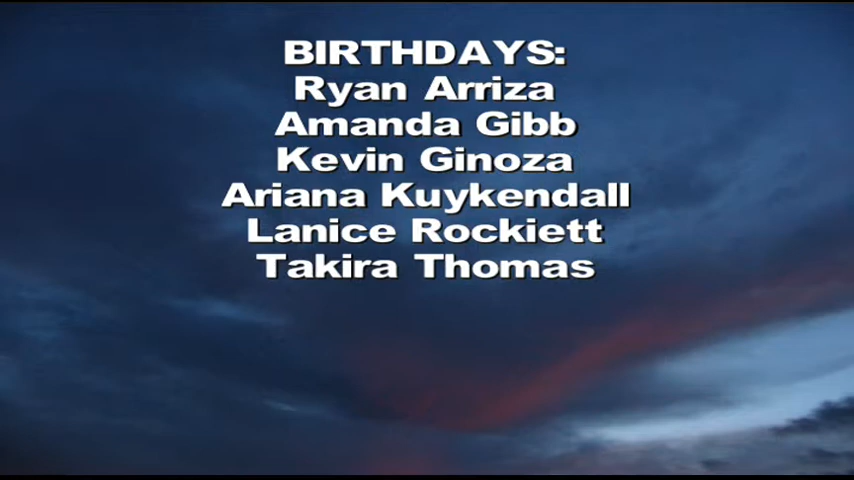 BIRTHDAYS:
Ryan Arriza
Amanda Gibb
Kevin Ginoza
Ariana Kuykendall
Lanice Rockiett
Takira Thomas